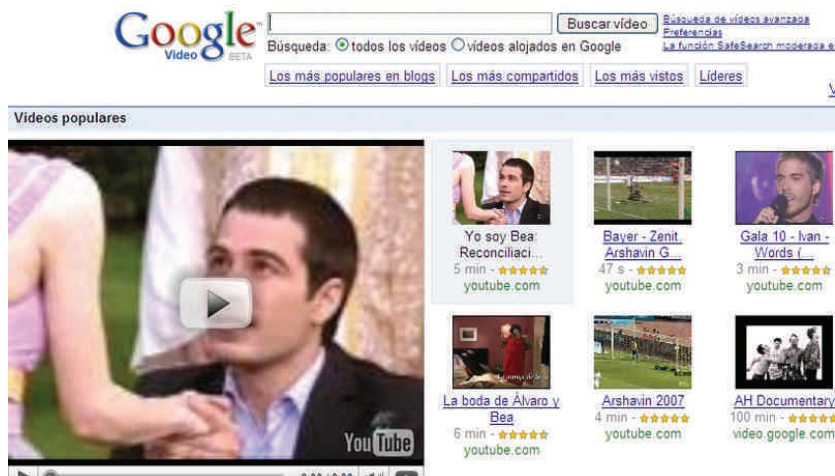 Google
Video BETA
Buscar vídeo
Búsqueda de vídeos avanzada
Preferencias
La función SafeSearch moderada e
Búsqueda: todos los vídeos vídeos alojados en Google
Los más populares en blogs Los más compartidos Los más vistos Líderes
V
Vídeos populares
Yo soy Bea:
Reconciliaci...
5 min -
youtube.com
Bayer - Zenit.
Arshavin G...
47 s -
youtube.com
Gala 10 - Ivan -
Words (...
3 min -
youtube.com
La boda de Álvaro y
Bea
6 min -
youtube.com
Arshavin 2007
4 min -
youtube.com
AH Documentary
100 min -
video.google.com
YouTube